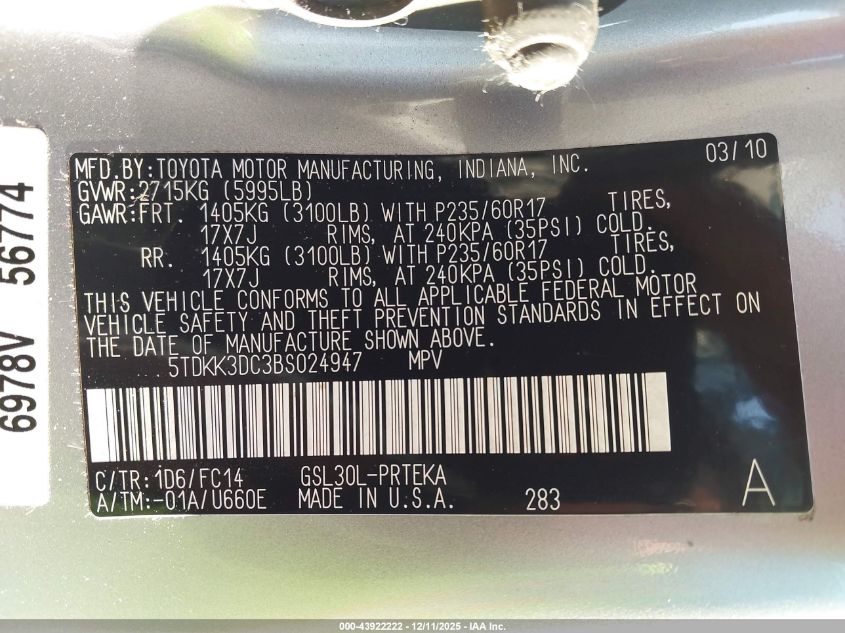 MFD.BY:TOYOTA MOTOR MANUFACTURING, INDIANA, INC. 03/10
GVWR:2715KG (5995LB)
GAWR:FRT. 1405KG (3100LB) WITH P235/60R17 TIRES,
17X7J RIMS, AT 240KPA (35PSI) COLD.
RR. 1405KG (3100LB) WITH P235/60R17 TIRES,
17X7J RIMS, AT 240KPA (35PSI) COLD.
THIS VEHICLE CONFORMS TO ALL APPLICABLE FEDERAL MOTOR
VEHICLE SAFETY AND THEFT PREVENTION STANDARDS IN EFFECT ON
THE DATE OF MANUFACTURE SHOWN ABOVE.
5TDKK3DC3BS024947 MPV
C/TR:1D6/FC14 GSL30L-PRTEKA
A/TM:-01A/U660E MADE IN U.S.A. 283 A
6978V 56774
000-43922222 - 12/11/2025 - IAA Inc.